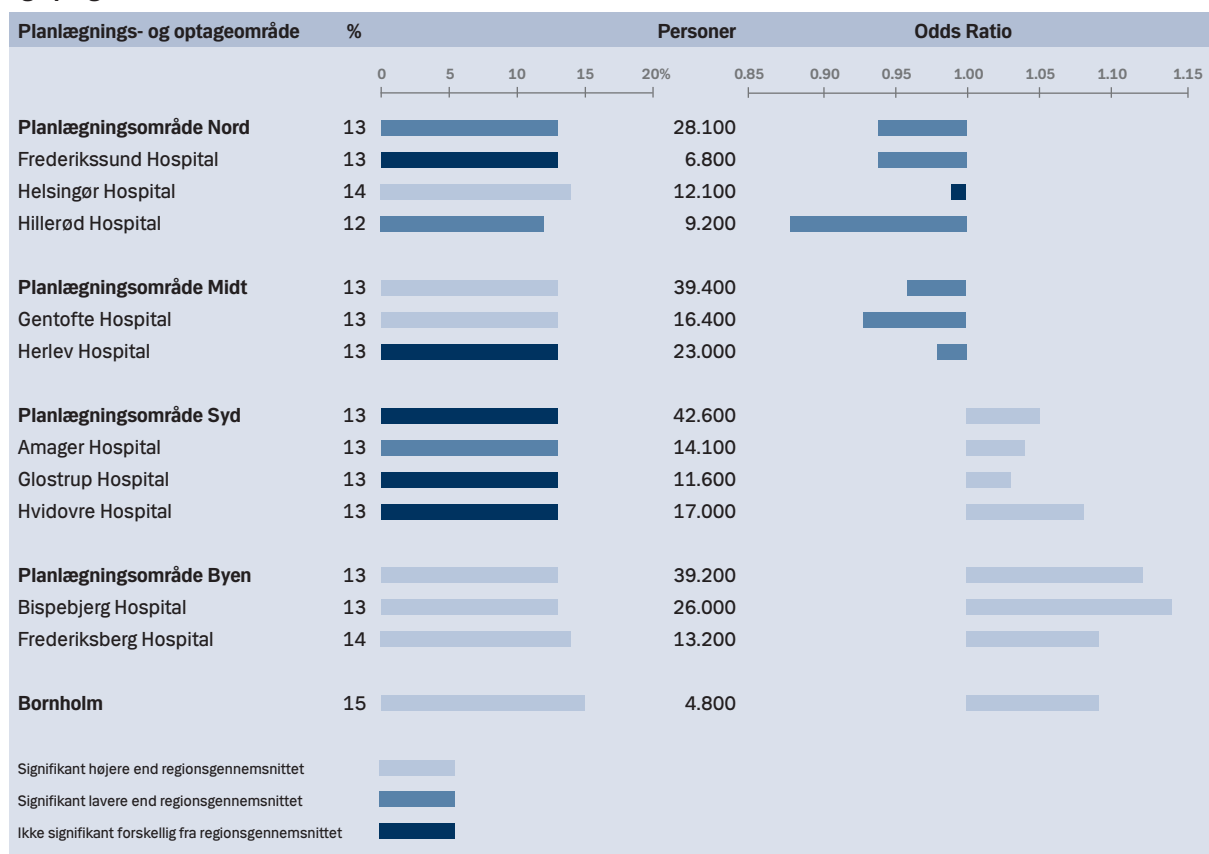 Planlægnings- og optageområde % Personer Odds Ratio
0 5 10 15 20% 0.85 0.90 0.95 1.00 1.05 1.10 1.15
Planlægningsområde Nord 13 28.100
Frederikssund Hospital 13 6.800
Helsingør Hospital 14 12.100
Hillerød Hospital 12 9.200
Planlægningsområde Midt 13 39.400
Gentofte Hospital 13 16.400
Herlev Hospital 13 23.000
Planlægningsområde Syd 13 42.600
Amager Hospital 13 14.100
Glostrup Hospital 13 11.600
Hvidovre Hospital 13 17.000
Planlægningsområde Byen 13 39.200
Bispebjerg Hospital 13 26.000
Frederiksberg Hospital 14 13.200
Bornholm 15 4.800
Signifikant højere end regionsgennemsnittet
Signifikant lavere end regionsgennemsnittet
Ikke signifikant forskellig fra regionsgennemsnittet